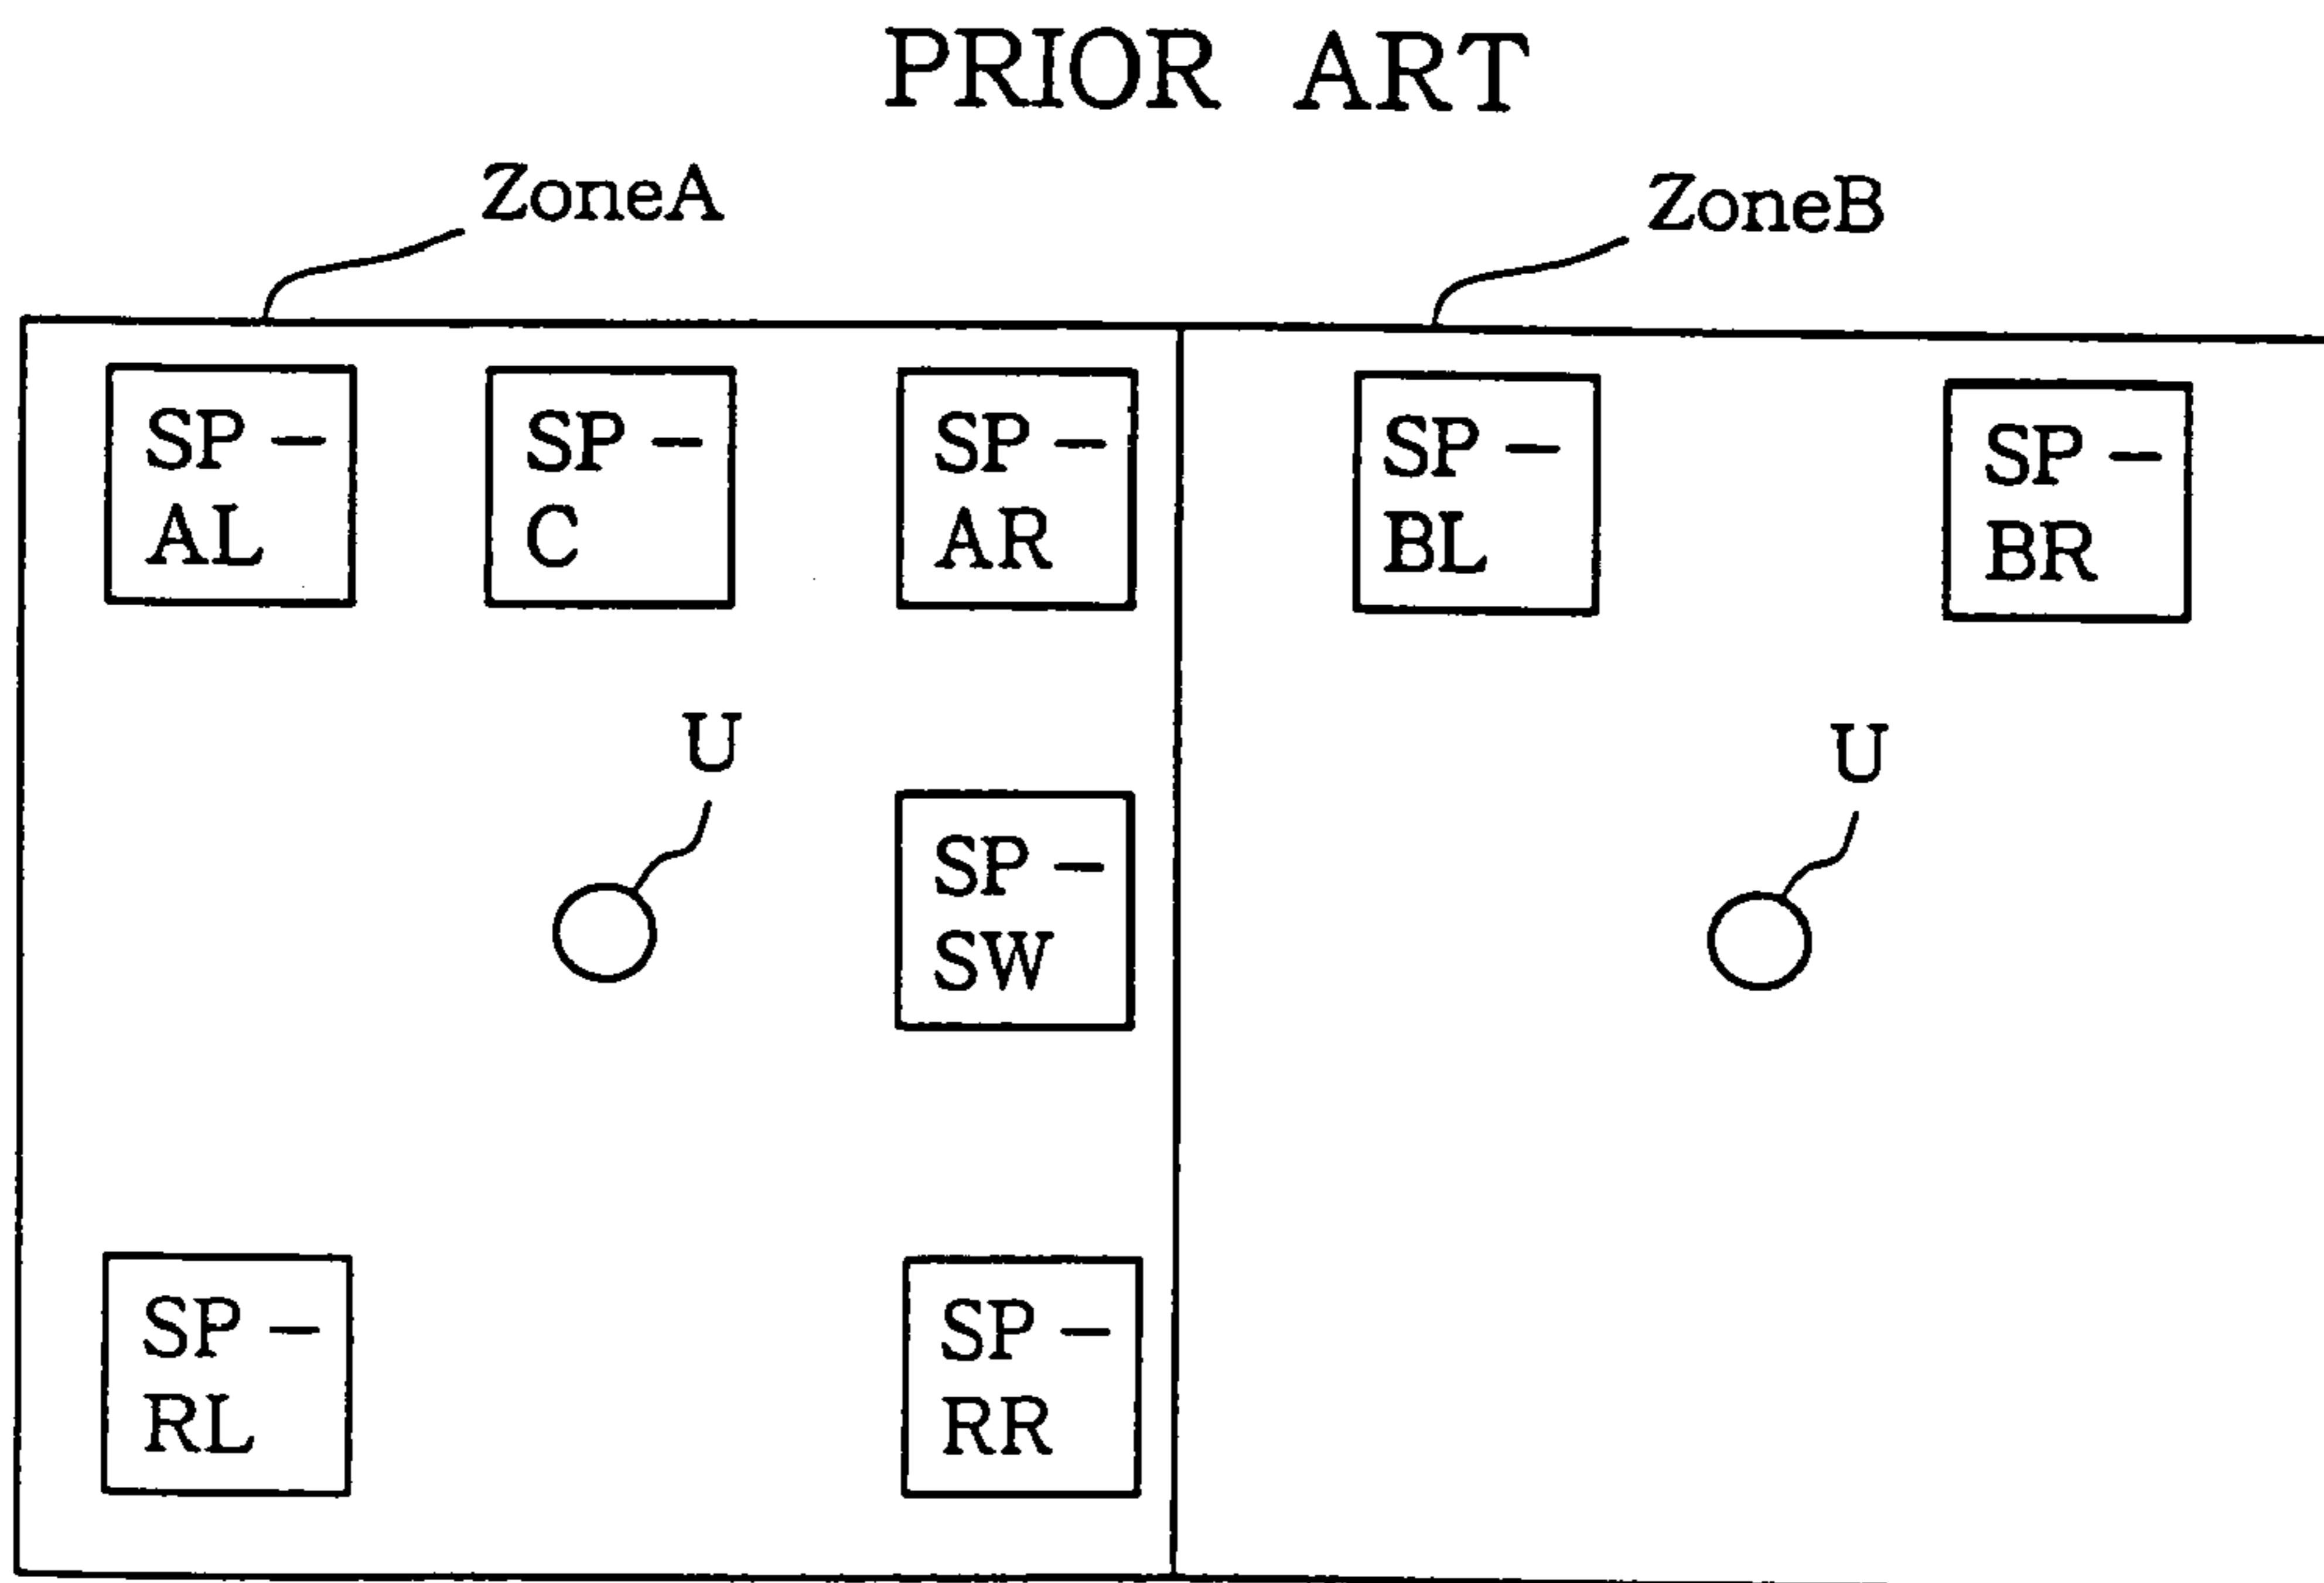 PRIOR ART
ZoneA
ZoneB
SP-
AL
SP-
C
SP-
AR
SP-
BL
SP-
BR
U
U
SP-
SW
SP-
RL
SP-
RR